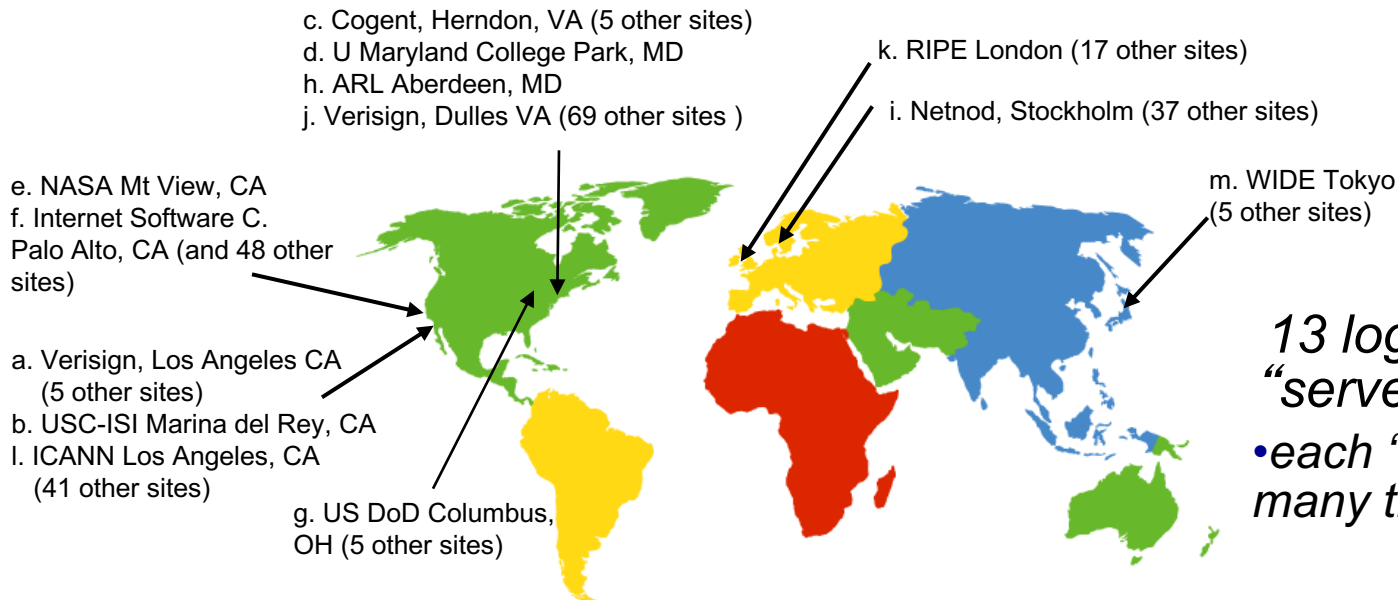 c. Cogent, Herndon, VA (5 other sites)
d. U Maryland College Park, MD
h. ARL Aberdeen, MD
j. Verisign, Dulles VA (69 other sites )
k. RIPE London (17 other sites)
i. Netnod, Stockholm (37 other sites)
m. WIDE Tokyo
(5 other sites)
e. NASA Mt View, CA
f. Internet Software C.
Palo Alto, CA (and 48 other
sites)
a. Verisign, Los Angeles CA
(5 other sites)
b. USC-ISI Marina del Rey, CA
l. ICANN Los Angeles, CA
(41 other sites)
g. US DoD Columbus,
OH (5 other sites)
13 log
“serve
•each “
many t